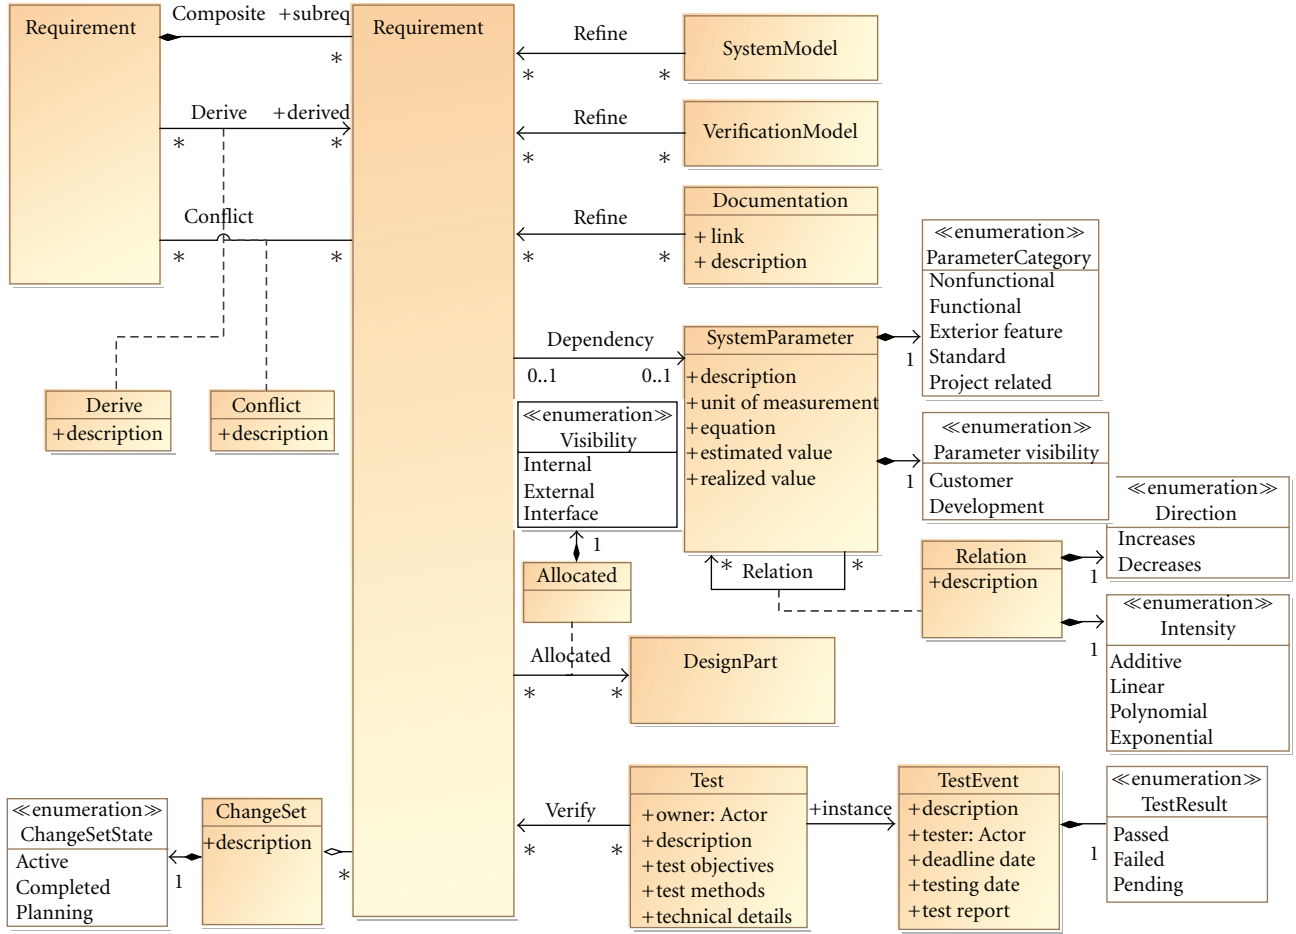 Requirement
Composite +subreq
*
Derive +derived
* *
Conflict
* *
Derive
+description
Conflict
+description
Requirement
Refine
* *
SystemModel
Refine
* *
VerificationModel
Refine
* *
Documentation
+ link
+ description
Dependency
0..1 0..1
SystemParameter
+description
+unit of measurement
+equation
+estimated value
+realized value
1
≪enumeration≫
ParameterCategory
Nonfunctional
Functional
Exterior feature
Standard
Project related
1
≪enumeration≫
Parameter visibility
Customer
Development
≪enumeration≫
Visibility
Internal
External
Interface
1
Allocated
Allocated
* *
DesignPart
* Relation *
Relation
+description
1
≪enumeration≫
Direction
Increases
Decreases
1
≪enumeration≫
Intensity
Additive
Linear
Polynomial
Exponential
≪enumeration≫
ChangeSetState
Active
Completed
Planning
1
ChangeSet
+description
*
Verify
* *
Test
+owner: Actor
+description
+test objectives
+test methods
+technical details
+instance
TestEvent
+description
+tester: Actor
+deadline date
+testing date
+test report
1
≪enumeration≫
TestResult
Passed
Failed
Pending